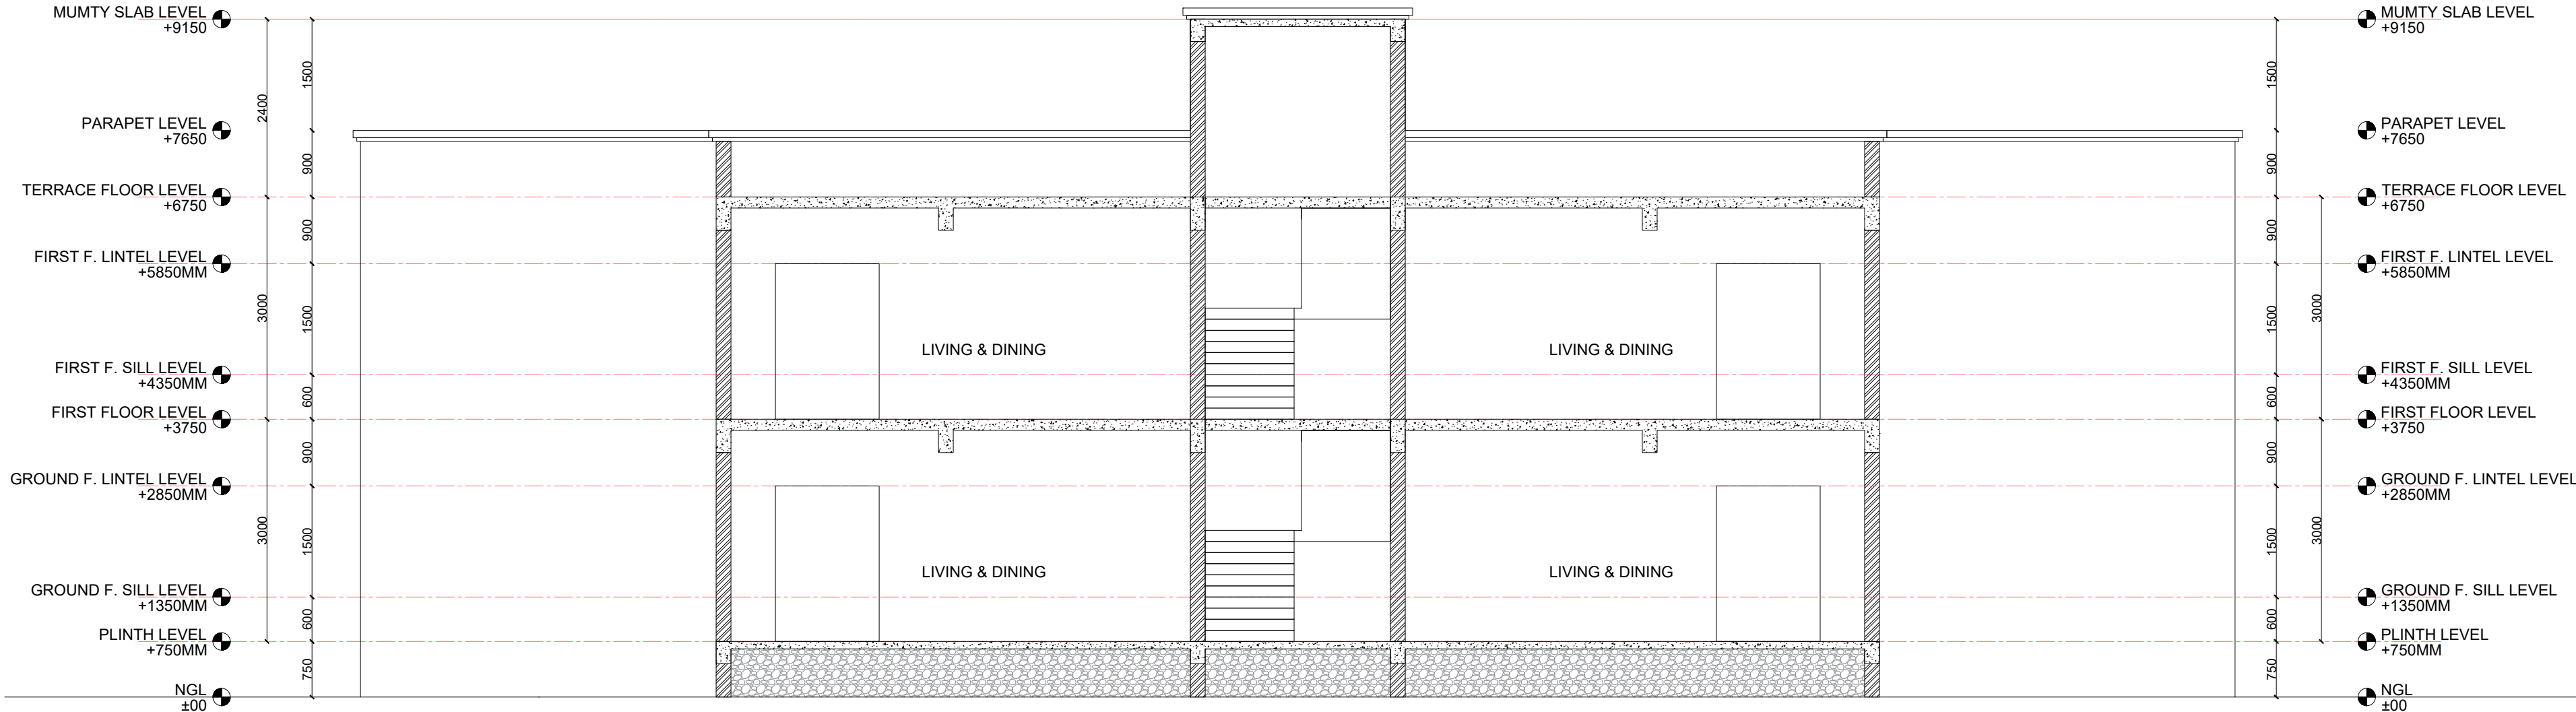 MUMTY SLAB LEVEL
+9150
PARAPET LEVEL
+7650
TERRACE FLOOR LEVEL
+6750
FIRST F. LINTEL LEVEL
+5850MM
FIRST F. SILL LEVEL
+4350MM
FIRST FLOOR LEVEL
+3750
GROUND F. LINTEL LEVEL
+2850MM
GROUND F. SILL LEVEL
+1350MM
PLINTH LEVEL
+750MM
NGL
±00
2400
3000
3000
1500
900
900
1500
600
900
1500
600
750
LIVING & DINING
LIVING & DINING
LIVING & DINING
LIVING & DINING
1500
900
900
1500
600
900
1500
600
750
3000
3000
MUMTY SLAB LEVEL
+9150
PARAPET LEVEL
+7650
TERRACE FLOOR LEVEL
+6750
FIRST F. LINTEL LEVEL
+5850MM
FIRST F. SILL LEVEL
+4350MM
FIRST FLOOR LEVEL
+3750
GROUND F. LINTEL LEVEL
+2850MM
GROUND F. SILL LEVEL
+1350MM
PLINTH LEVEL
+750MM
NGL
±00